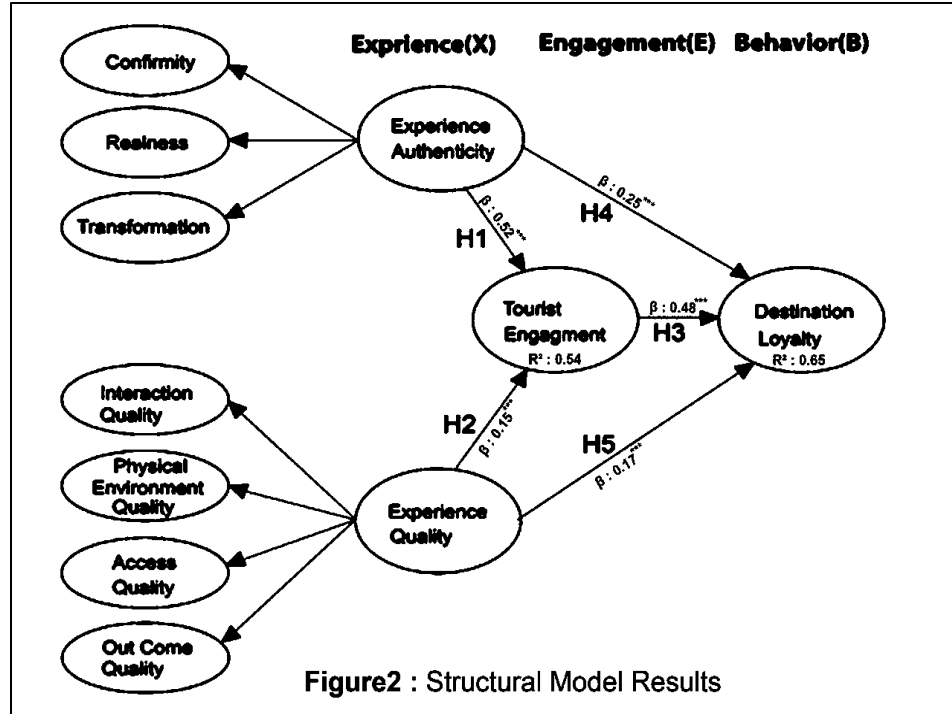 Exprience(X) Engagement(E) Behavior(B)
Confirmity
Realness
Transformation
Experience
Authenticity
β : 0.25***
H4
β : 0.52***
H1
Tourist
Engagment
R² : 0.54
β : 0.48***
H3
Destination
Loyalty
R² : 0.65
Interaction
Quality
Physical
Environment
Quality
Access
Quality
Out Come
Quality
H2
β : 0.15***
Experience
Quality
H5
β : 0.17***
Figure2 : Structural Model Results